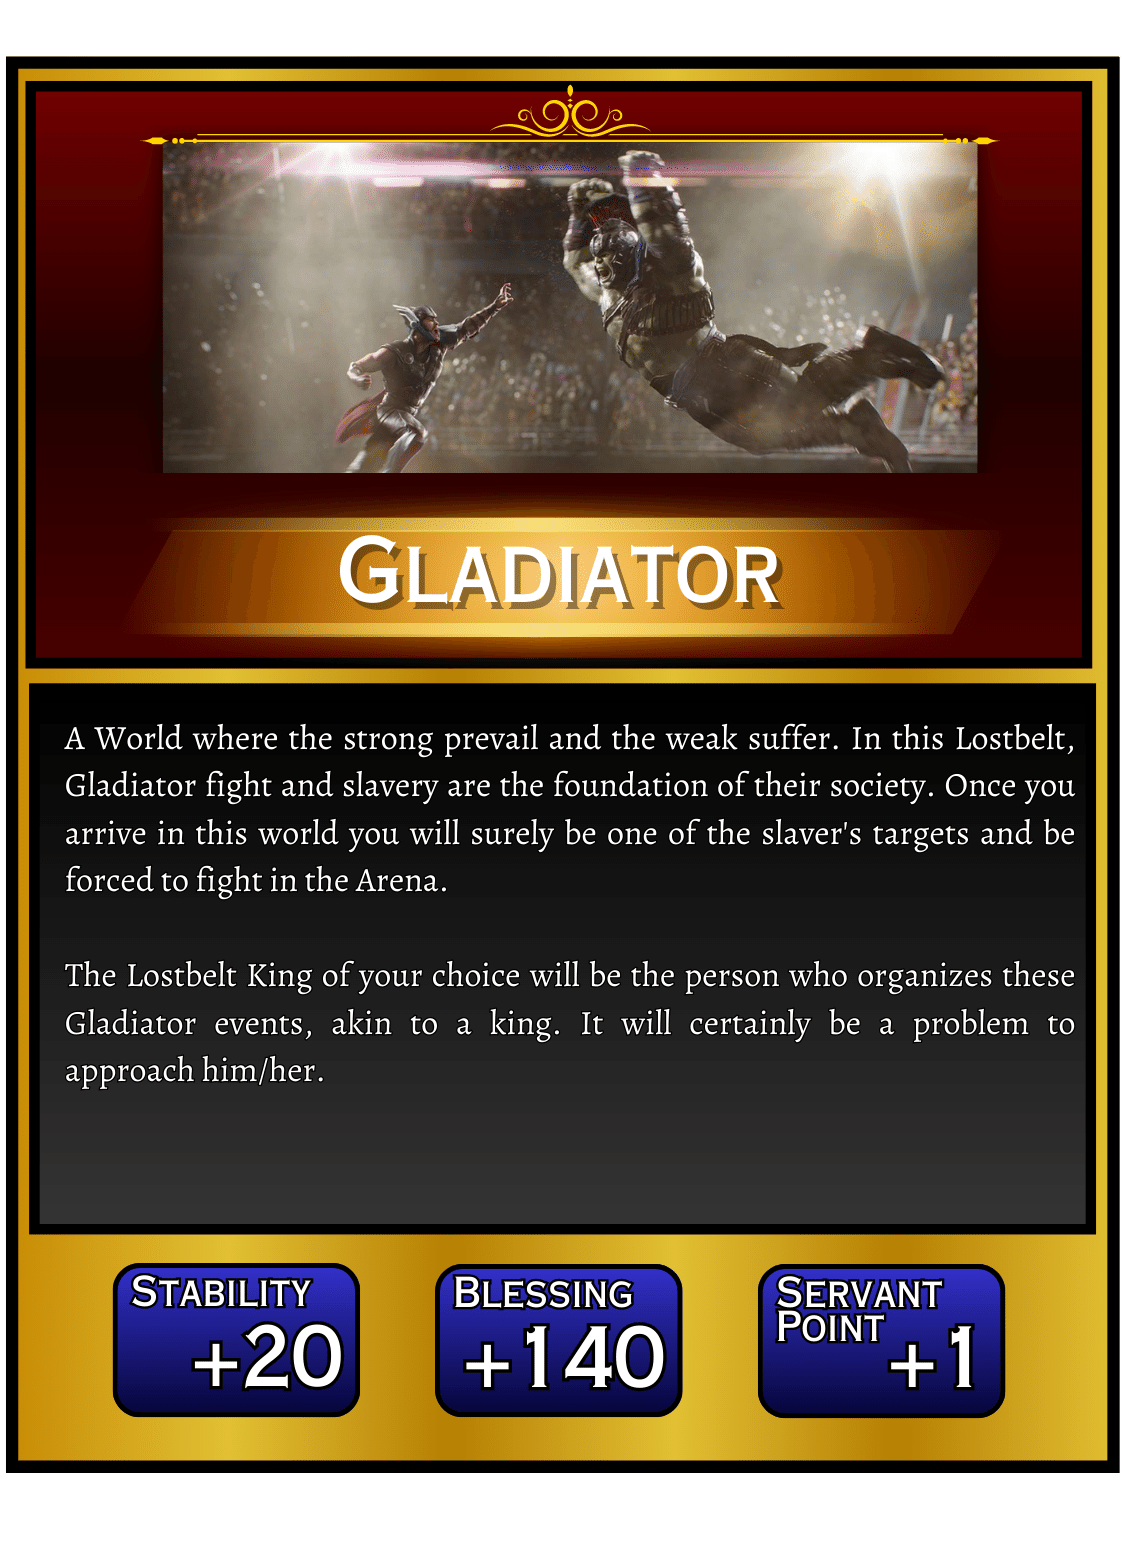 GLADIATOR
A World where the strong prevail and the weak suffer. In this Lostbelt,
Gladiator fight and slavery are the foundation of their society. Once you
arrive in this world you will surely be one of the slaver's targets and be
forced to fight in the Arena.
The Lostbelt King of your choice will be the person who organizes these
Gladiator events, akin to a king. It will certainly be a problem to
approach him/her.
STABILITY
+20
BLESSING
+140
SERVANT
POINT
+1